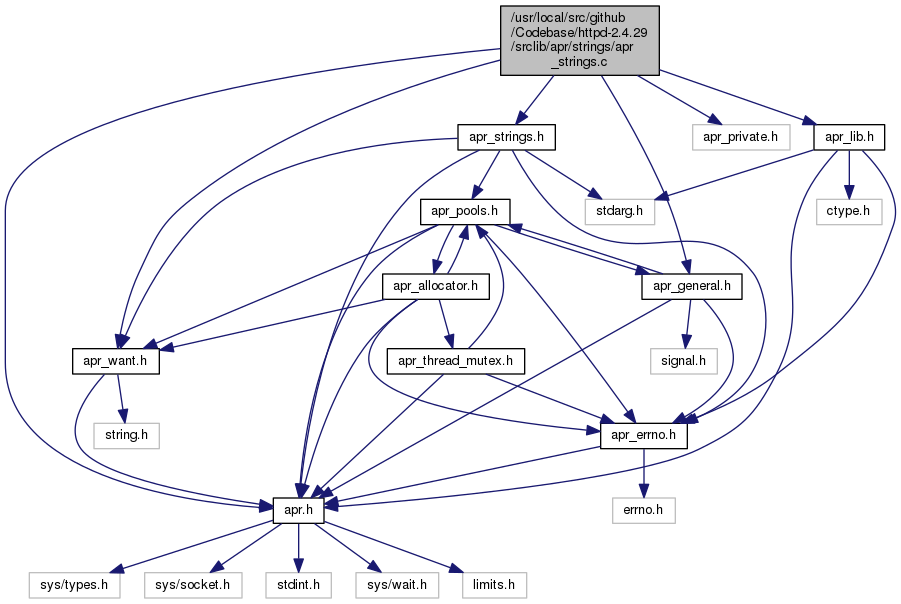 /usr/local/src/github
/Codebase/httpd-2.4.29
/srclib/apr/strings/apr
_strings.c
apr_strings.h
apr_private.h
apr_lib.h
apr_pools.h
stdarg.h
ctype.h
apr_allocator.h
apr_general.h
apr_want.h
apr_thread_mutex.h
signal.h
string.h
apr_errno.h
apr.h
errno.h
sys/types.h
sys/socket.h
stdint.h
sys/wait.h
limits.h